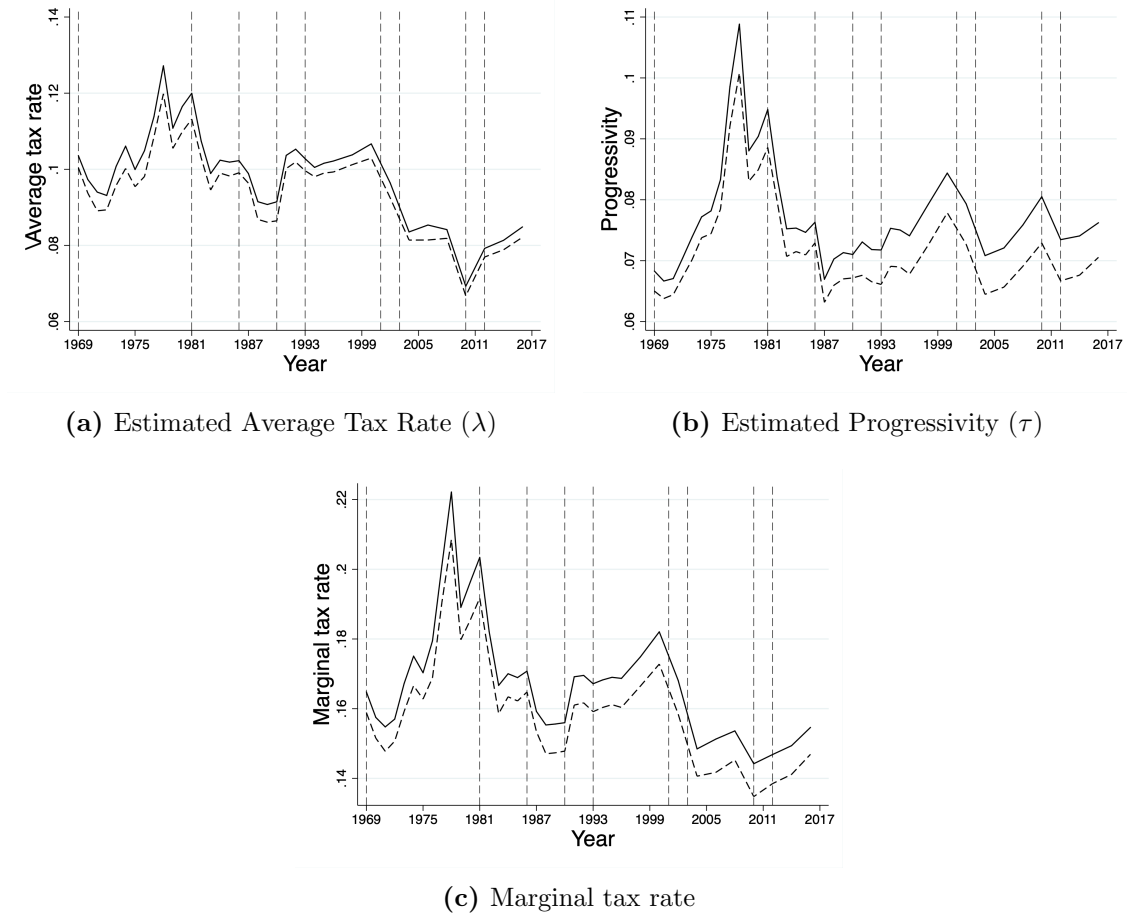 .14
.12
.1
.08
.06
Average tax rate
1969 1975 1981 1987 1993 1999 2005 2011 2017
Year
(a) Estimated Average Tax Rate (λ)
.11
.1
.09
.08
.07
.06
Progressivity
1969 1975 1981 1987 1993 1999 2005 2011 2017
Year
(b) Estimated Progressivity (τ)
.22
.2
.18
.16
.14
Marginal tax rate
1969 1975 1981 1987 1993 1999 2005 2011 2017
Year
(c) Marginal tax rate